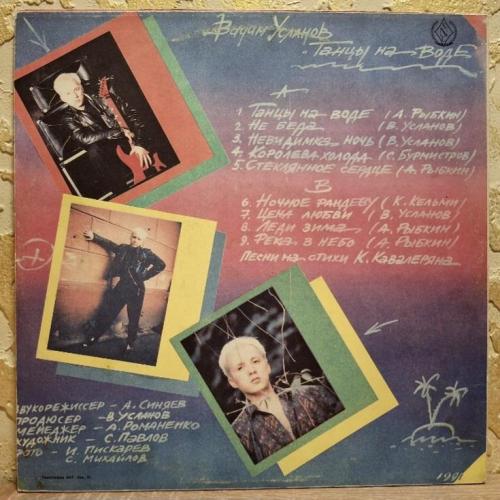 Вадим Усланов
Танцы на воде
A
1 Танцы на воде (А. Рыбкин)
2 Не беда (В. Усланов)
3. Невидимка ночь (В. Усланов)
4. Королева холода (С. Бурмистров)
5. Стеклянное сердце (А. Рыбкин)
B
6. Ночное рандеву (К. Кельми)
7. Цена любви (В. Усланов)
8. Леди зима (А. Рыбкин)
9. Река в небо (А. Рыбкин)
Песни на стихи К. Кавалеряна
Звукорежиссер – А. Синяев
Продюсер – В. Усланов
Менеджер – А. Романенко
Художник – С. Павлов
Фото – И. Пискарев
С. Михайлов